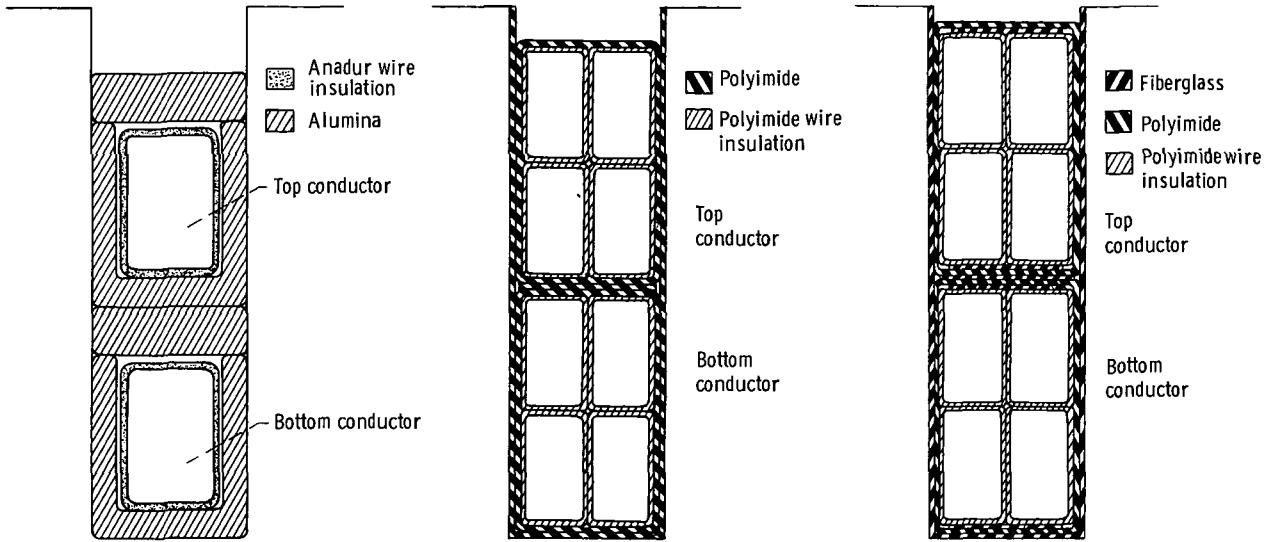 Anadur wire
insulation
Alumina
Top conductor
Bottom conductor
Polyimide
Polyimide wire
insulation
Top
conductor
Bottom
conductor
Fiberglass
Polyimide
Polyimide wire
insulation
Top
conductor
Bottom
conductor